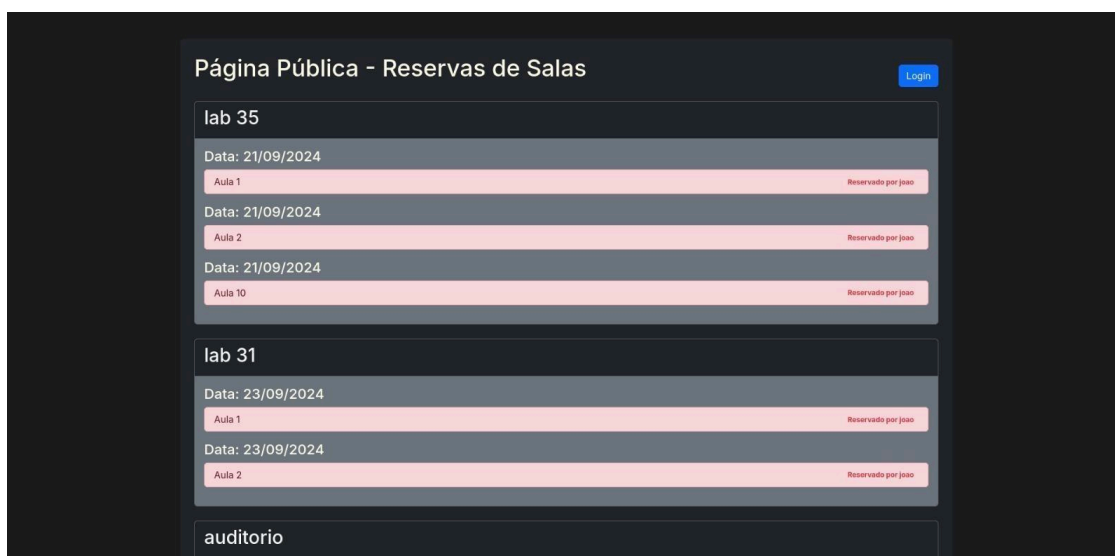 Página Pública - Reservas de Salas
Login
lab 35
Data: 21/09/2024
Aula 1 Reservado por joao
Data: 21/09/2024
Aula 2 Reservado por joao
Data: 21/09/2024
Aula 10 Reservado por joao
lab 31
Data: 23/09/2024
Aula 1 Reservado por joao
Data: 23/09/2024
Aula 2 Reservado por joao
auditorio